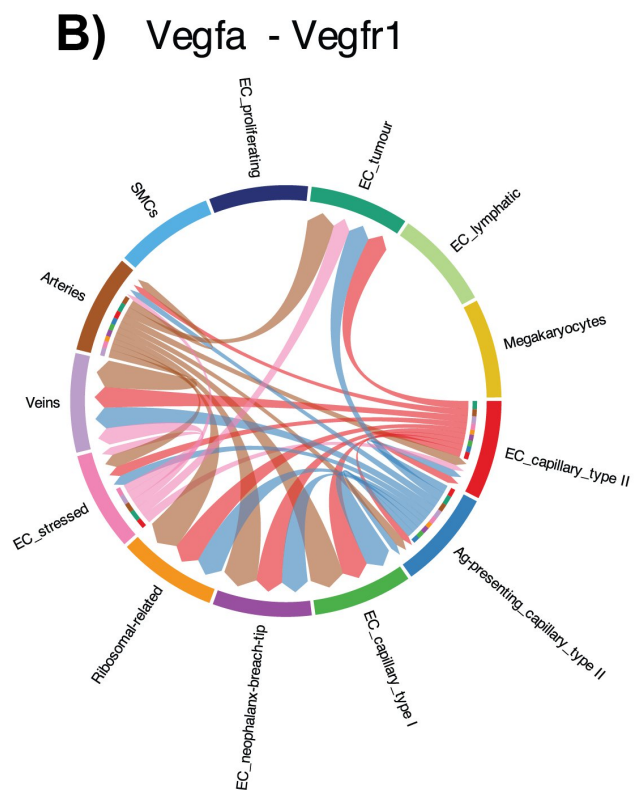 B) Vegfa - Vegfr1
EC_proliferating
EC_tumour
SMCs
EC_lymphatic
Arteries
Megakaryocytes
Veins
EC_capillary_type II
EC_stressed
Ag-presenting_capillary_type II
Ribosomal-related
EC_neophalanx-breach-tip
EC_capillary_type I